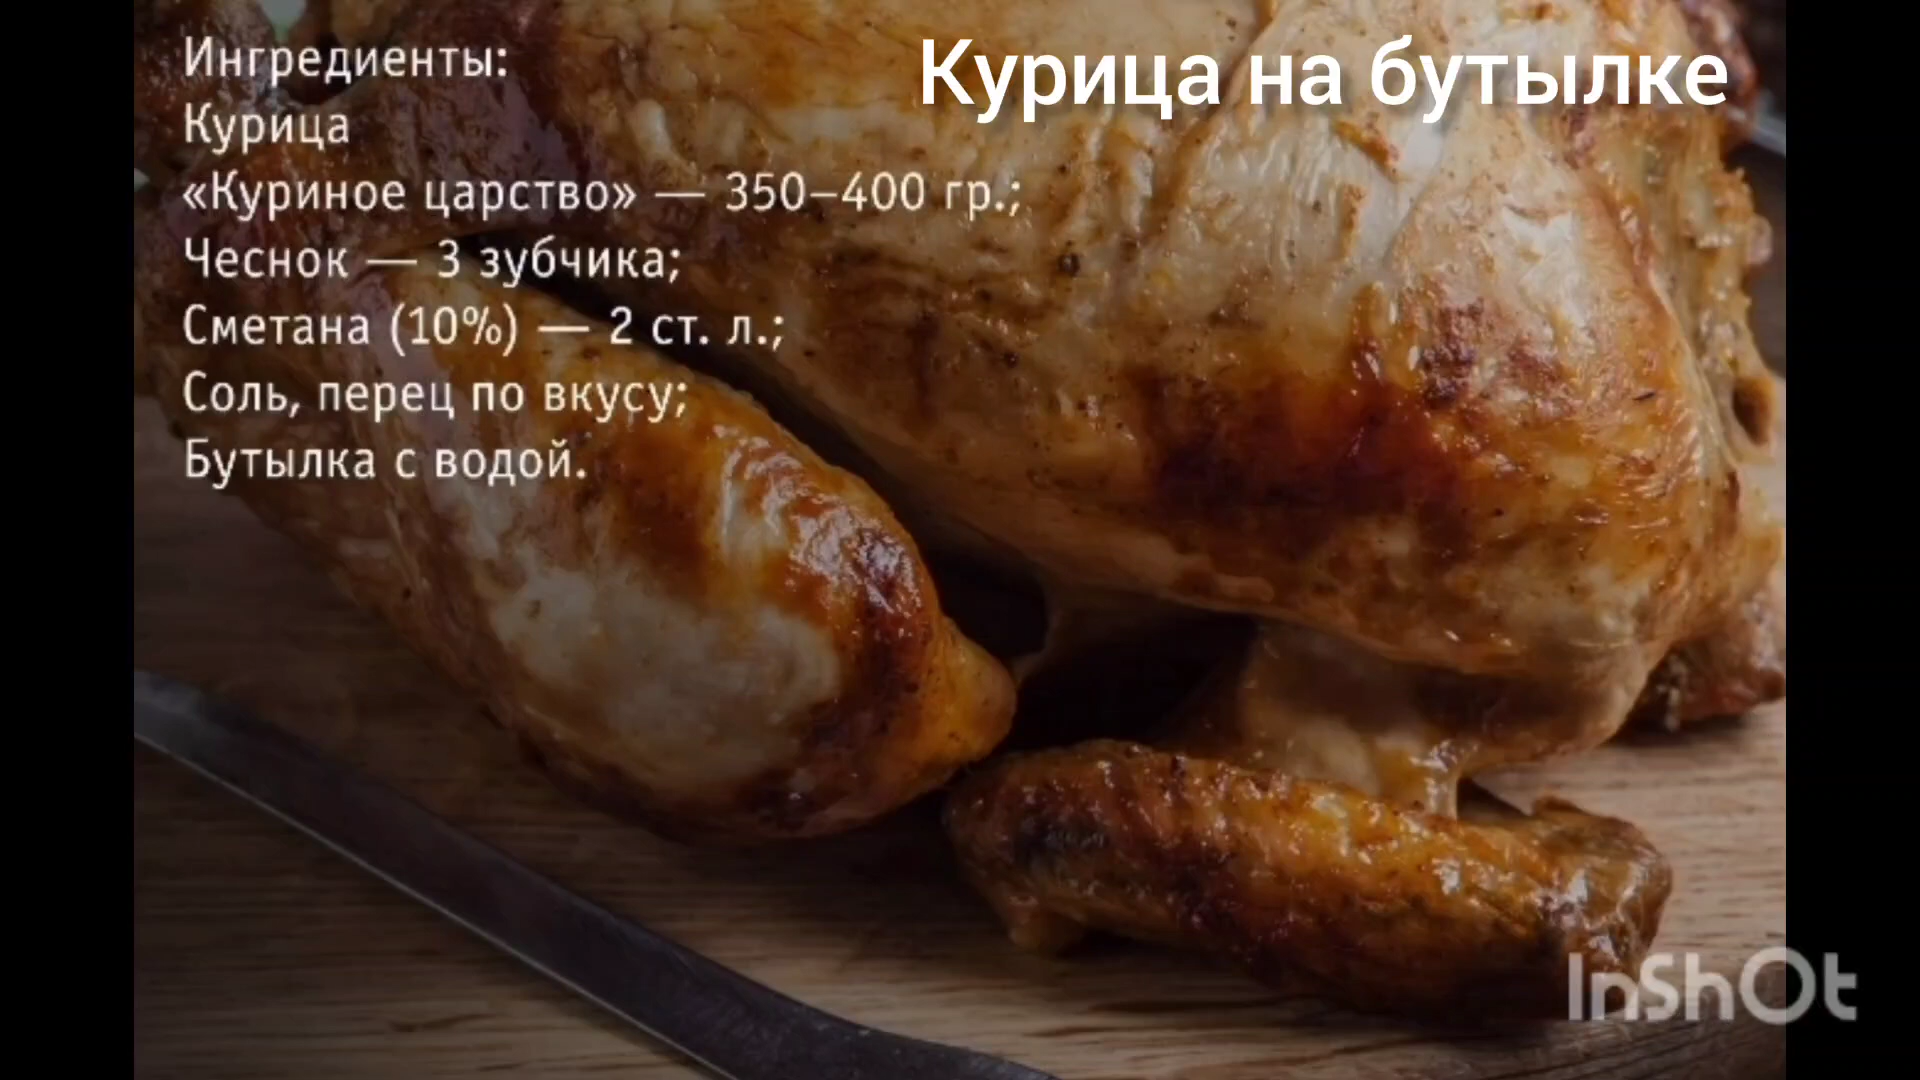 Курица на бутылке
Ингредиенты:
Курица
«Куриное царство» — 350–400 гр.;
Чеснок — 3 зубчика;
Сметана (10%) — 2 ст. л.;
Соль, перец по вкусу;
Бутылка с водой.
InShOt